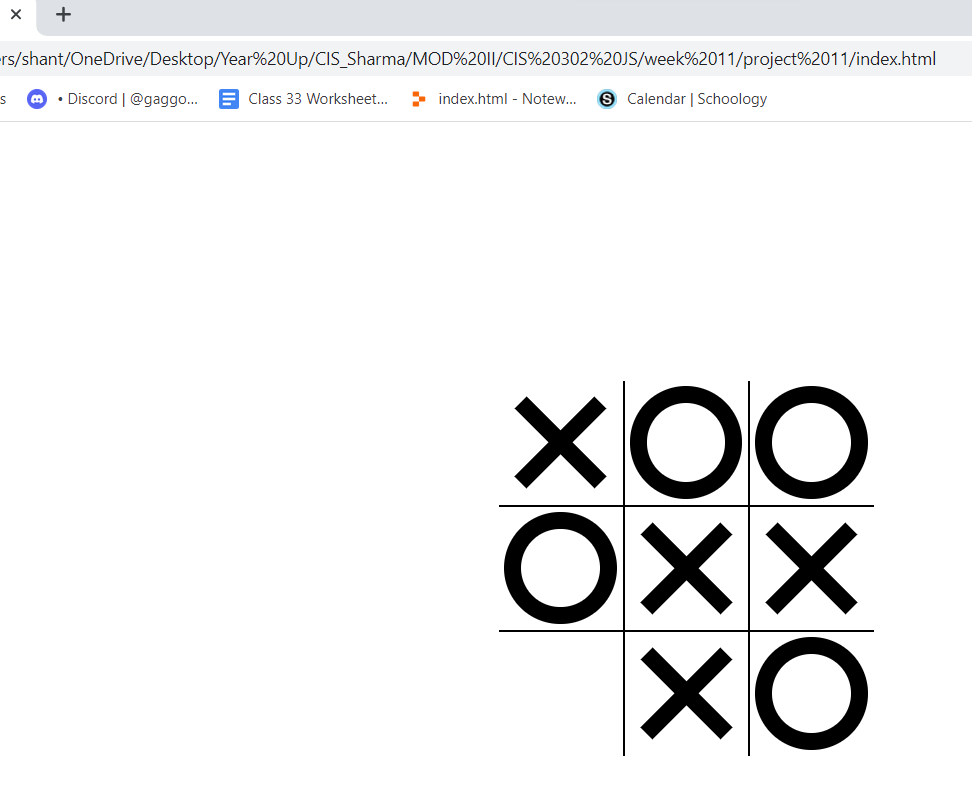 ers/shant/OneDrive/Desktop/Year%20Up/CIS_Sharma/MOD%20II/CIS%20302%20JS/week%2011/project%2011/index.html
s • Discord | @gaggo... Class 33 Worksheet... index.html - Notew... S Calendar | Schoology
X O O
O X X
X O